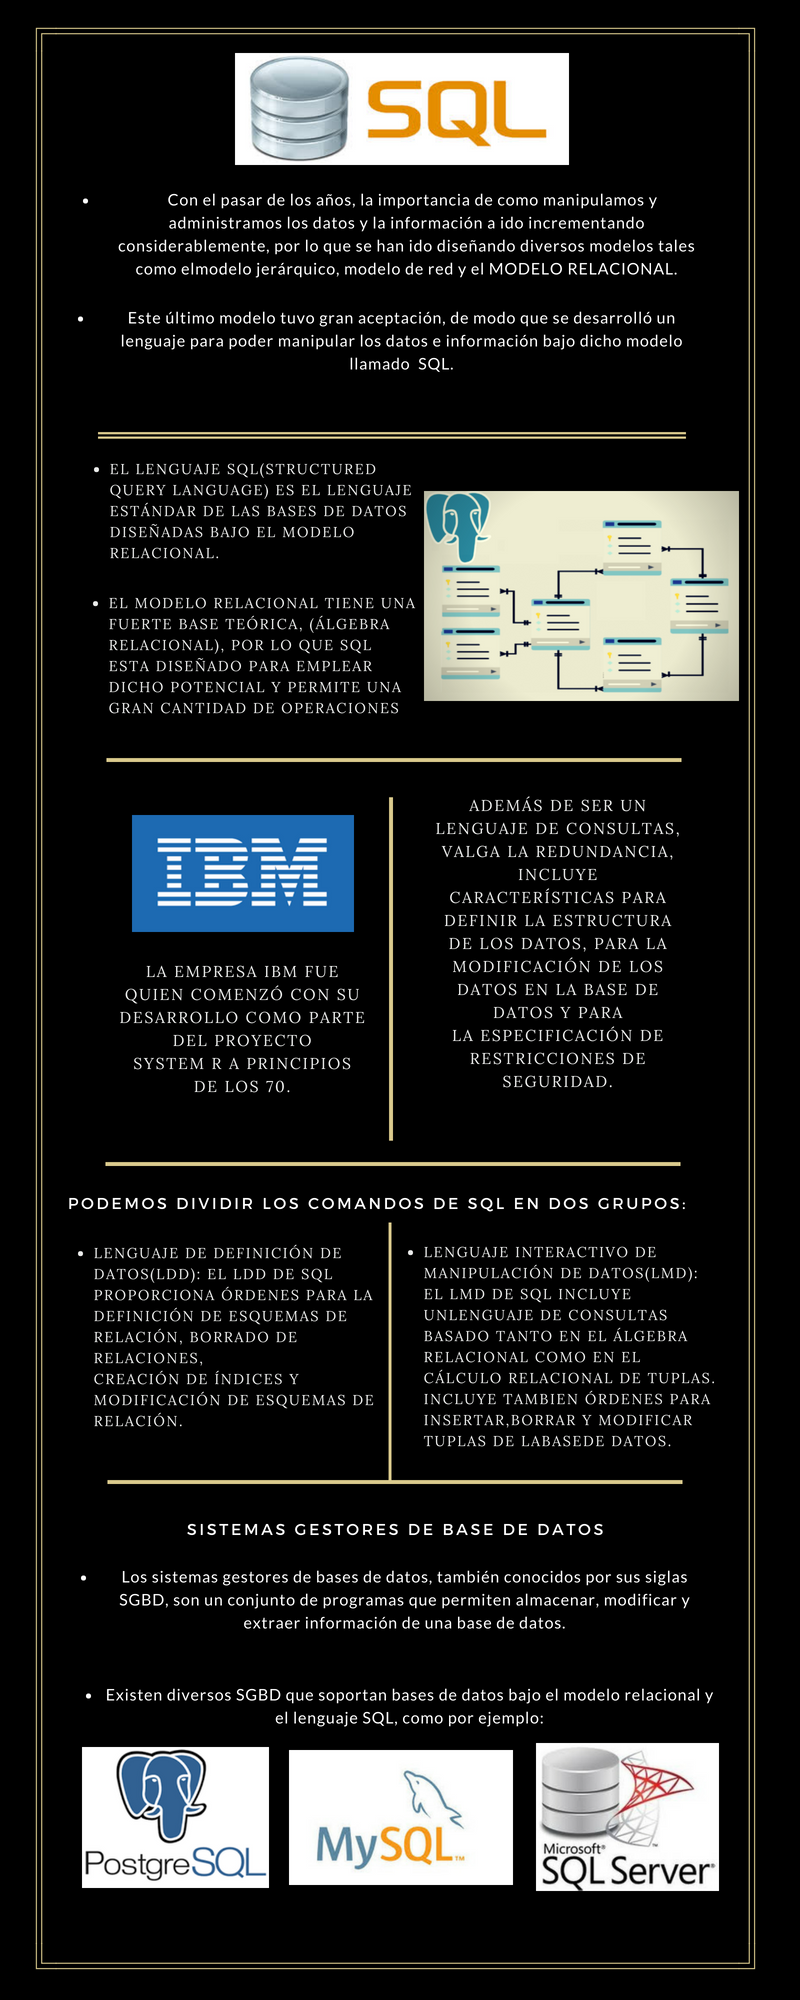 SQL
Con el pasar de los años, la importancia de como manipulamos y
administramos los datos y la información a ido incrementando
considerablemente, por lo que se han ido diseñando diversos modelos tales
como elmodelo jerárquico, modelo de red y el MODELO RELACIONAL.
Este último modelo tuvo gran aceptación, de modo que se desarrolló un
lenguaje para poder manipular los datos e información bajo dicho modelo
llamado SQL.
EL LENGUAJE SQL(STRUCTURED
QUERY LANGUAGE) ES EL LENGUAJE
ESTÁNDAR DE LAS BASES DE DATOS
DISEÑADAS BAJO EL MODELO
RELACIONAL.
EL MODELO RELACIONAL TIENE UNA
FUERTE BASE TEÓRICA, (ÁLGEBRA
RELACIONAL), POR LO QUE SQL
ESTA DISEÑADO PARA EMPLEAR
DICHO POTENCIAL Y PERMITE UNA
GRAN CANTIDAD DE OPERACIONES
IBM
LA EMPRESA IBM FUE
QUIEN COMENZÓ CON SU
DESARROLLO COMO PARTE
DEL PROYECTO
SYSTEM R A PRINCIPIOS
DE LOS 70.
ADEMÁS DE SER UN
LENGUAJE DE CONSULTAS,
VALGA LA REDUNDANCIA,
INCLUYE
CARACTERÍSTICAS PARA
DEFINIR LA ESTRUCTURA
DE LOS DATOS, PARA LA
MODIFICACIÓN DE LOS
DATOS EN LA BASE DE
DATOS Y PARA
LA ESPECIFICACIÓN DE
RESTRICCIONES DE
SEGURIDAD.
PODEMOS DIVIDIR LOS COMANDOS DE SQL EN DOS GRUPOS:
LENGUAJE DE DEFINICIÓN DE
DATOS(LDD): EL LDD DE SQL
PROPORCIONA ÓRDENES PARA LA
DEFINICIÓN DE ESQUEMAS DE
RELACIÓN, BORRADO DE
RELACIONES,
CREACIÓN DE ÍNDICES Y
MODIFICACIÓN DE ESQUEMAS DE
RELACIÓN.
LENGUAJE INTERACTIVO DE
MANIPULACIÓN DE DATOS(LMD):
EL LMD DE SQL INCLUYE
UNLENGUAJE DE CONSULTAS
BASADO TANTO EN EL ÁLGEBRA
RELACIONAL COMO EN EL
CÁLCULO RELACIONAL DE TUPLAS.
INCLUYE TAMBIEN ÓRDENES PARA
INSERTAR,BORRAR Y MODIFICAR
TUPLAS DE LABASEDE DATOS.
SISTEMAS GESTORES DE BASE DE DATOS
Los sistemas gestores de bases de datos, también conocidos por sus siglas
SGBD, son un conjunto de programas que permiten almacenar, modificar y
extraer información de una base de datos.
Existen diversos SGBD que soportan bases de datos bajo el modelo relacional y
el lenguaje SQL, como por ejemplo:
PostgreSQL
MySQL™
Microsoft®
SQL Server®